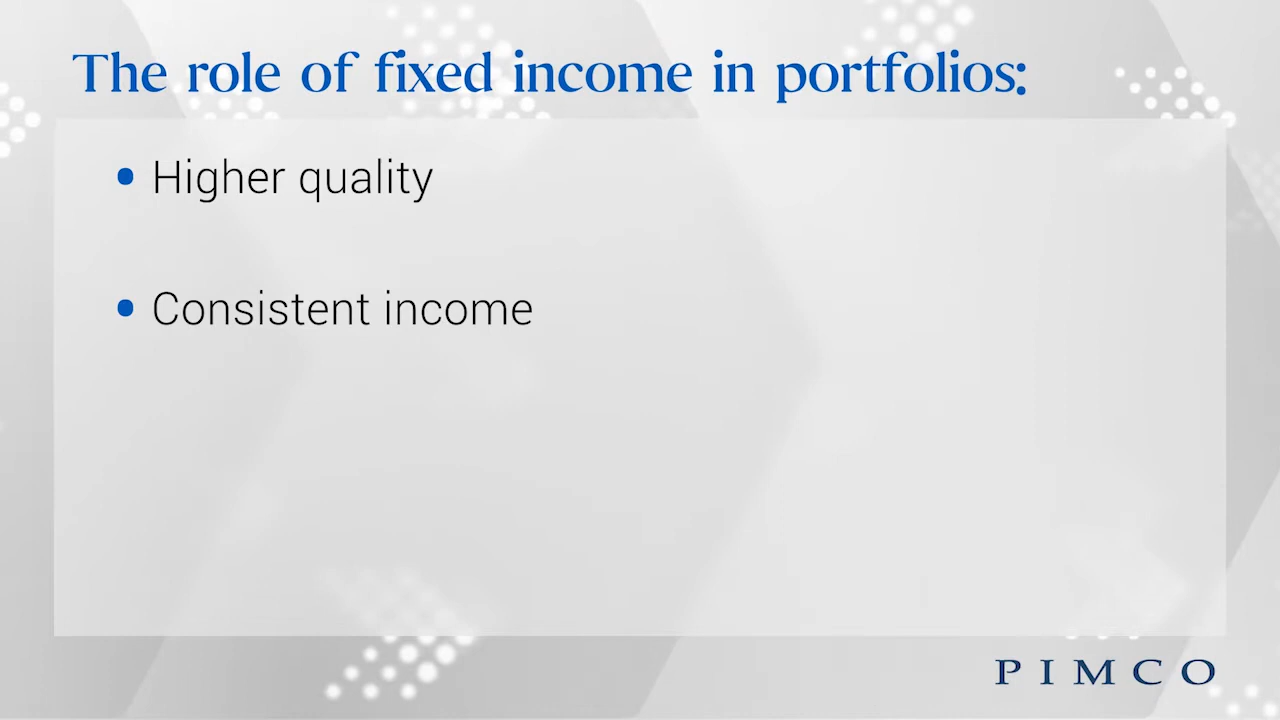 The role of fixed income in portfolios:
• Higher quality
• Consistent income
PIMCO